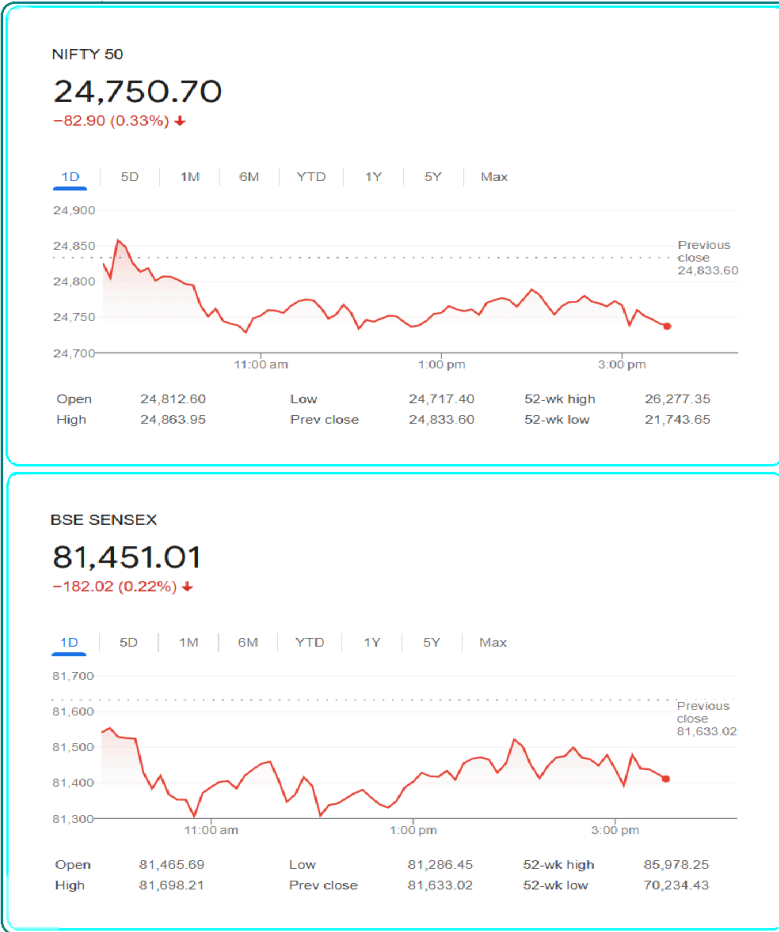 NIFTY 50
24,750.70
−82.90 (0.33%) ↓
1D 5D 1M 6M YTD 1Y 5Y Max
24,900
24,850
24,800
24,750
24,700
Previous
close
24,833.60
11:00 am 1:00 pm 3:00 pm
Open 24,812.60 Low 24,717.40 52-wk high 26,277.35
High 24,863.95 Prev close 24,833.60 52-wk low 21,743.65
BSE SENSEX
81,451.01
−182.02 (0.22%) ↓
1D 5D 1M 6M YTD 1Y 5Y Max
81,700
81,600
81,500
81,400
81,300
Previous
close
81,633.02
11:00 am 1:00 pm 3:00 pm
Open 81,465.69 Low 81,286.45 52-wk high 85,978.25
High 81,698.21 Prev close 81,633.02 52-wk low 70,234.43